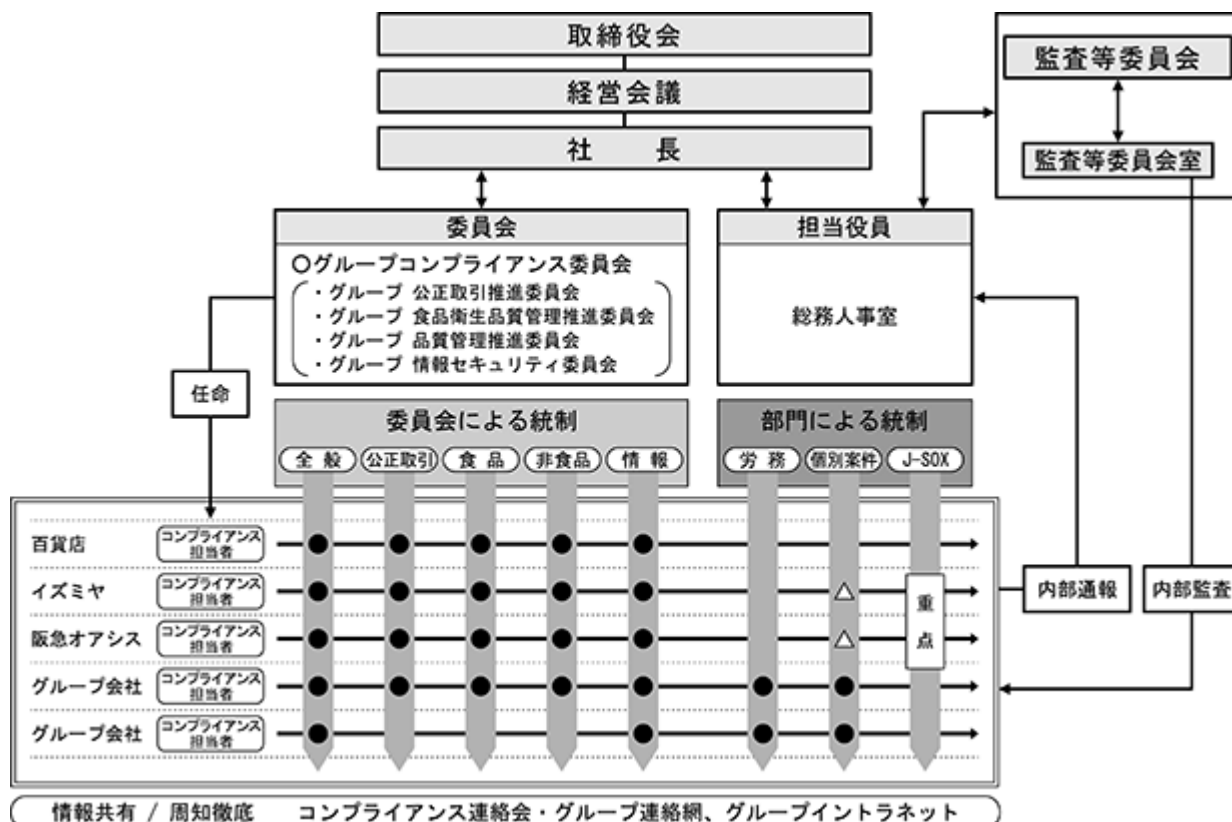 取締役会
経営会議
社　長
監査等委員会
監査等委員会室
委員会
〇グループコンプライアンス委員会
・グループ 公正取引推進委員会
・グループ 食品衛生品質管理推進委員会
・グループ 品質管理推進委員会
・グループ 情報セキュリティ委員会
担当役員
総務人事室
任命
委員会による統制
全般 公正取引 食品 非食品 情報
部門による統制
労務 個別案件 J-SOX
百貨店 コンプライアンス
担当者
イズミヤ コンプライアンス
担当者
阪急オアシス コンプライアンス
担当者
グループ会社 コンプライアンス
担当者
グループ会社 コンプライアンス
担当者
重点
内部通報
内部監査
情報共有 / 周知徹底　コンプライアンス連絡会・グループ連絡網、グループイントラネット